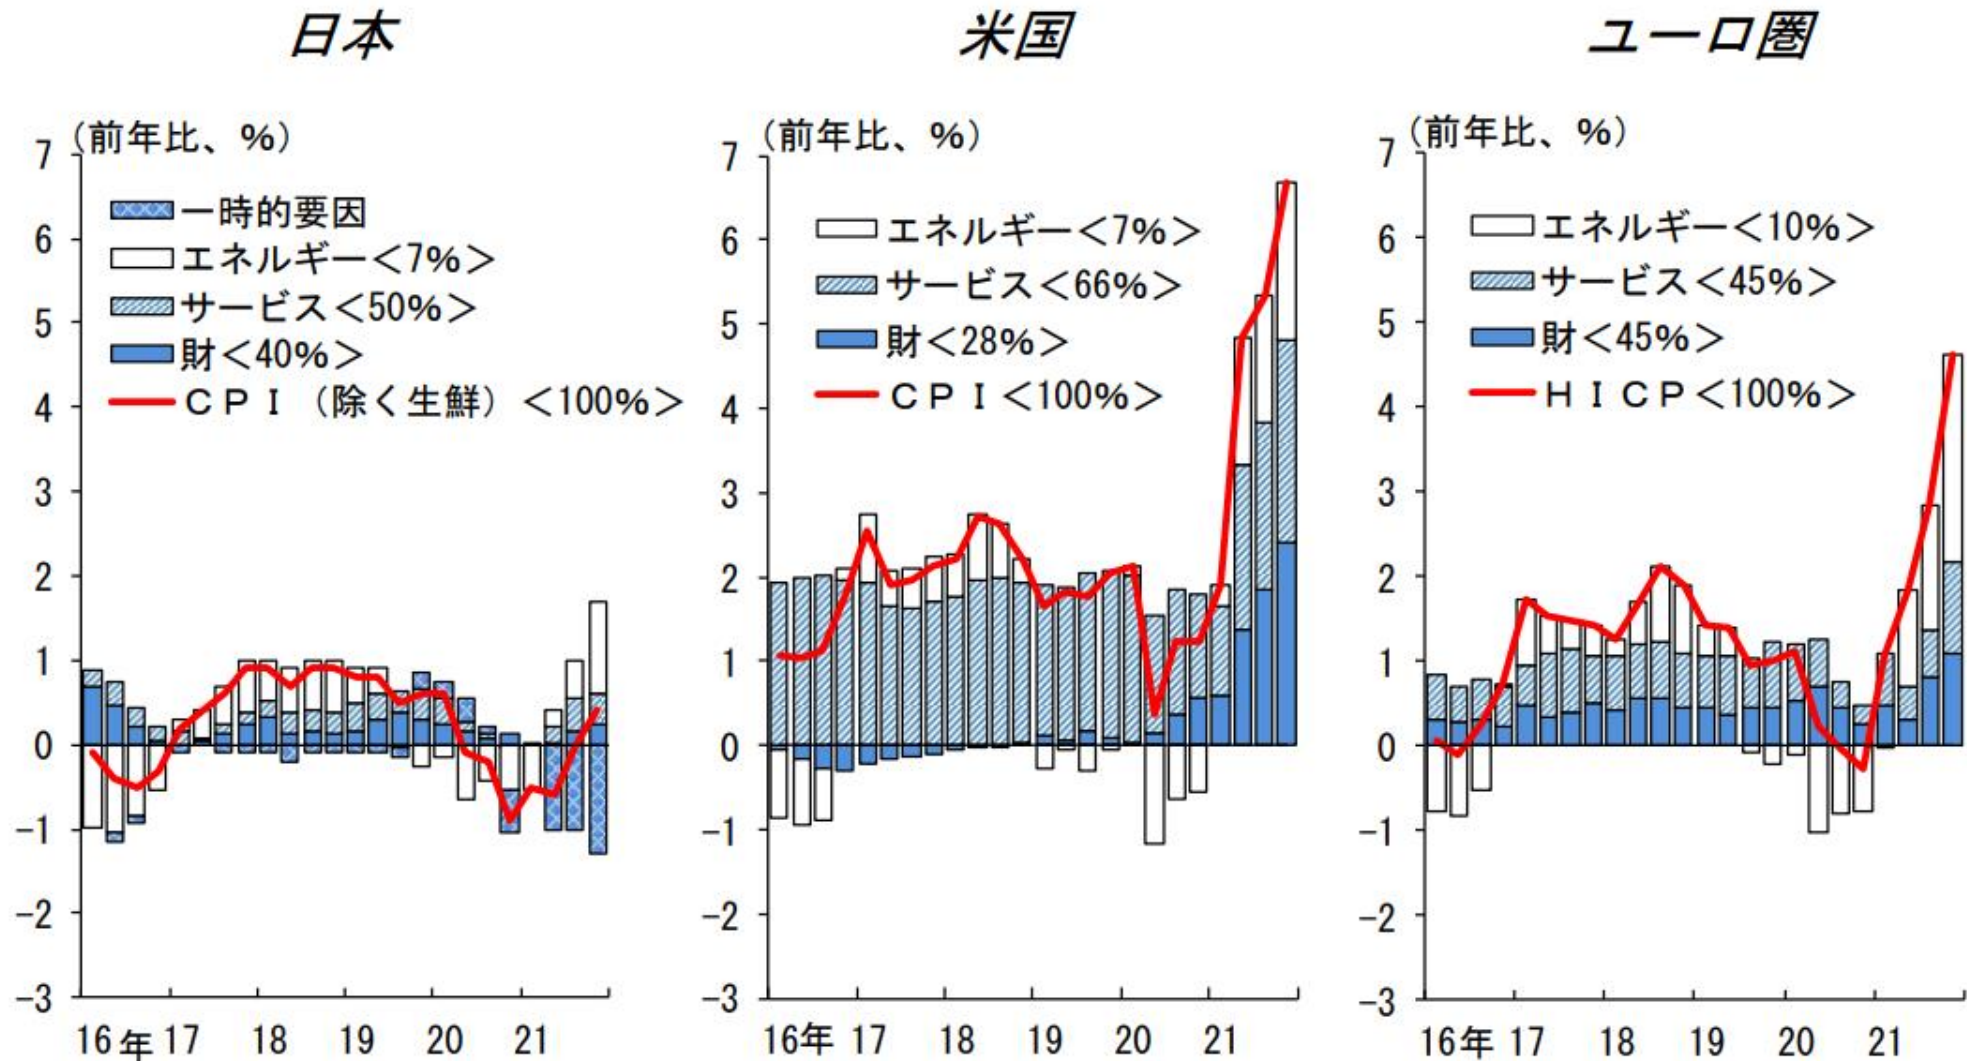 日本
(前年比、%)
7
6
5
4
3
2
1
0
-1
-2
-3
一時的要因
エネルギー<7%>
サービス<50%>
財<40%>
CPI(除く生鮮)<100%>
16年 17 18 19 20 21
米国
(前年比、%)
7
6
5
4
3
2
1
0
-1
-2
-3
エネルギー<7%>
サービス<66%>
財<28%>
CPI<100%>
16年 17 18 19 20 21
ユーロ圏
(前年比、%)
7
6
5
4
3
2
1
0
-1
-2
-3
エネルギー<10%>
サービス<45%>
財<45%>
HICP<100%>
16年 17 18 19 20 21